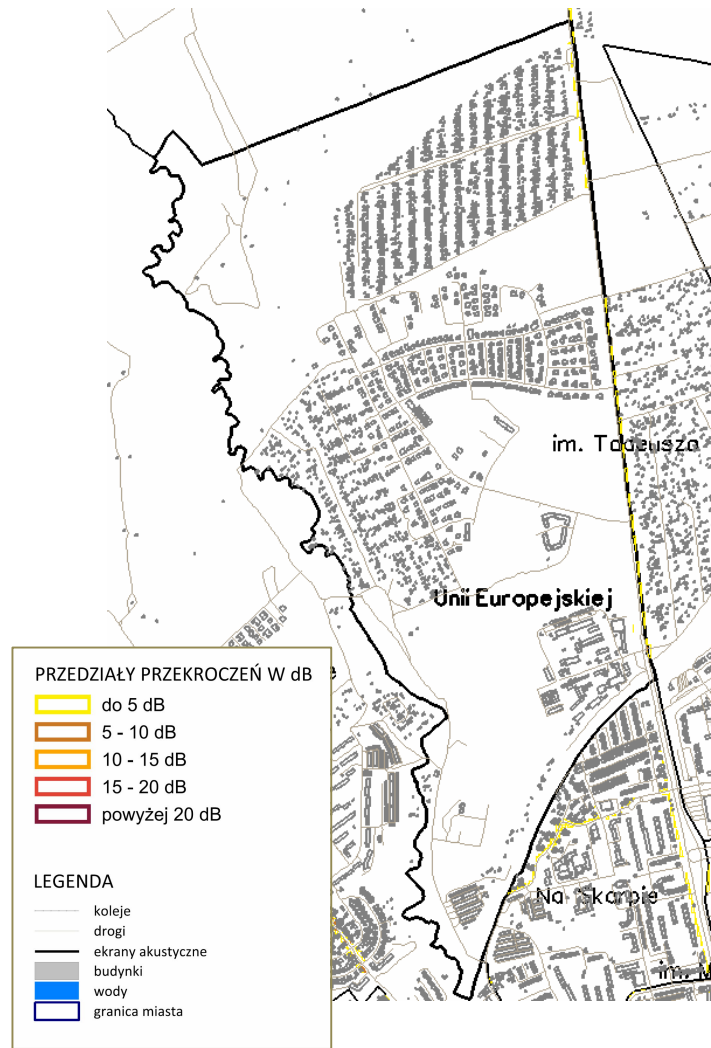 im. Tadeusza
Unii Europejskiej
e
PRZEDZIAŁY PRZEKROCZEŃ W dB
do 5 dB
5 - 10 dB
10 - 15 dB
15 - 20 dB
powyżej 20 dB
Na Skarpie
LEGENDA
koleje
drogi
ekrany akustyczne
budynki
wody
granica miasta
im. M